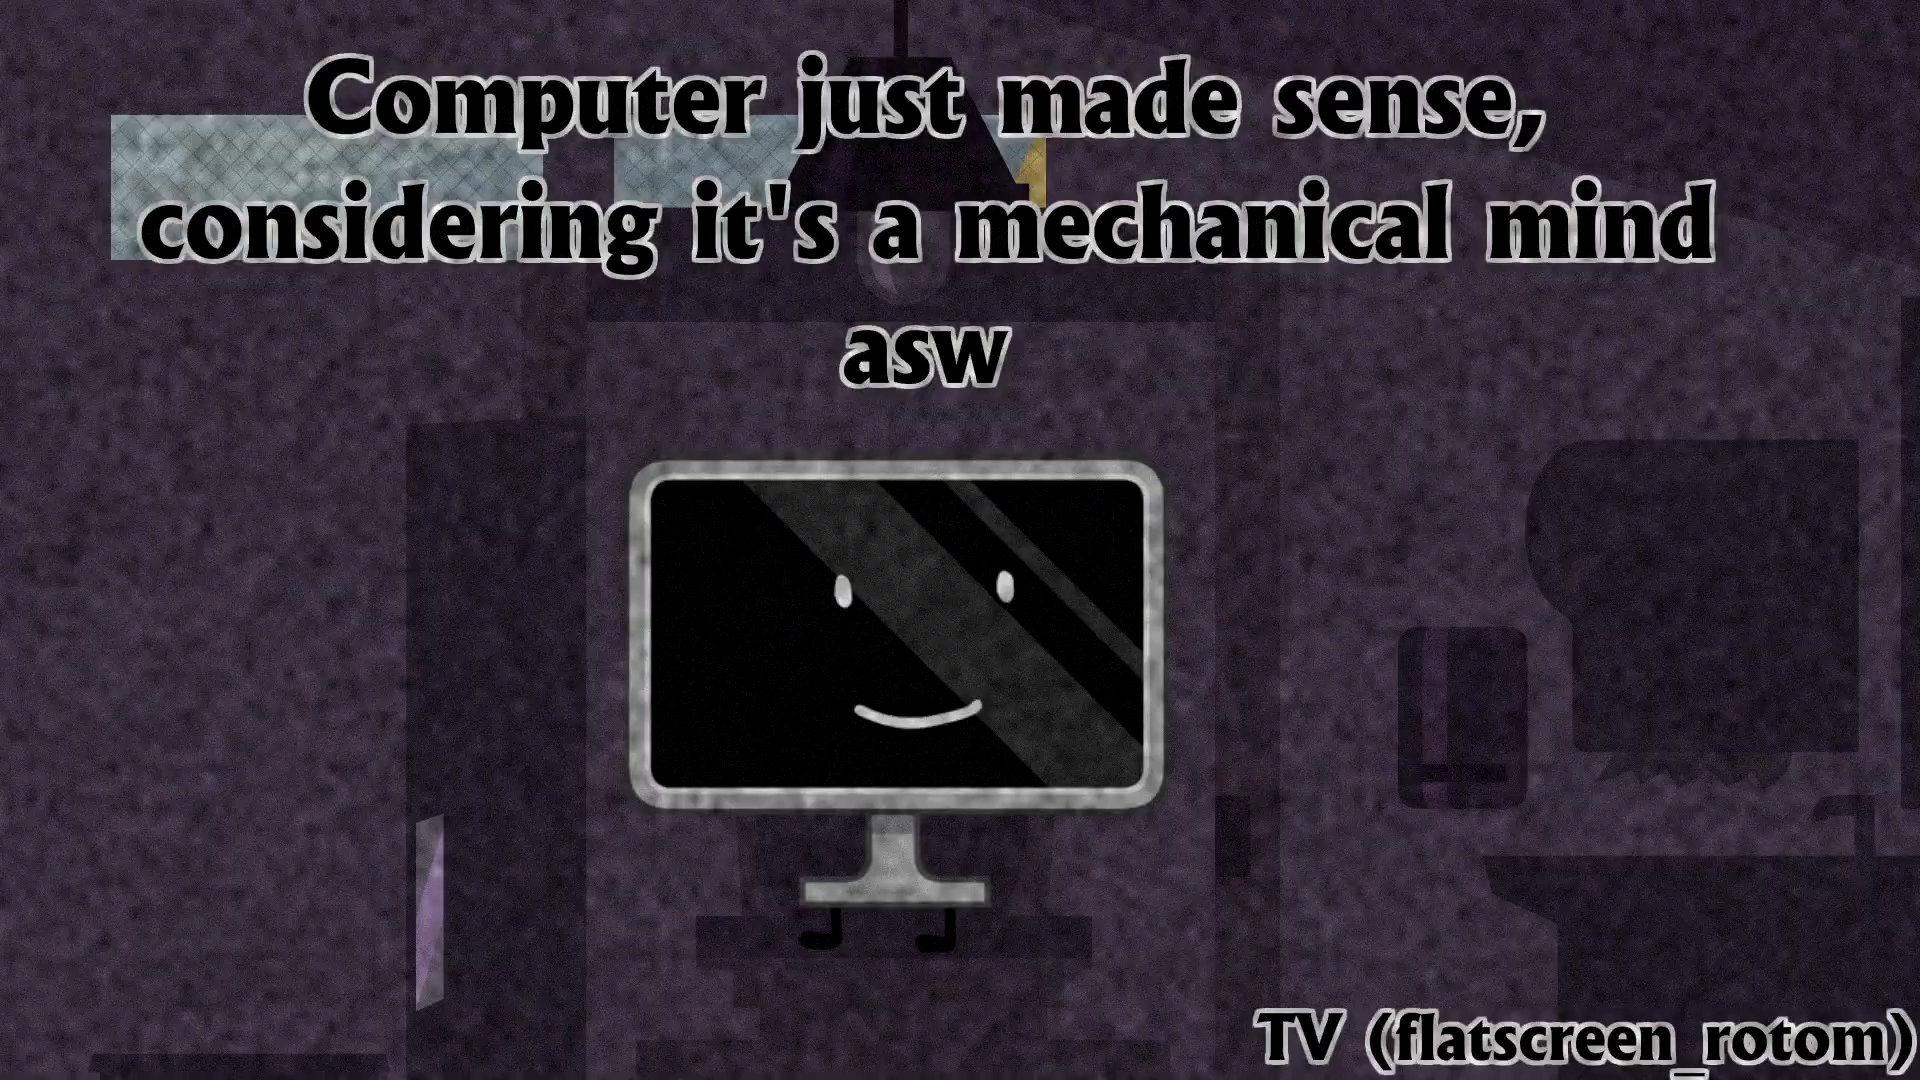 Computer just made sense,
considering it's a mechanical mind
asw
TV (flatscreen_rotom)